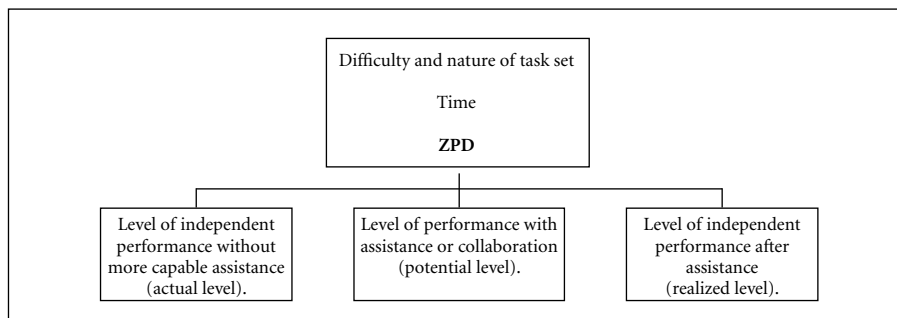 Difficulty and nature of task set
Time
ZPD
Level of independent
performance without
more capable assistance
(actual level).
Level of performance with
assistance or collaboration
(potential level).
Level of independent
performance after
assistance
(realized level).